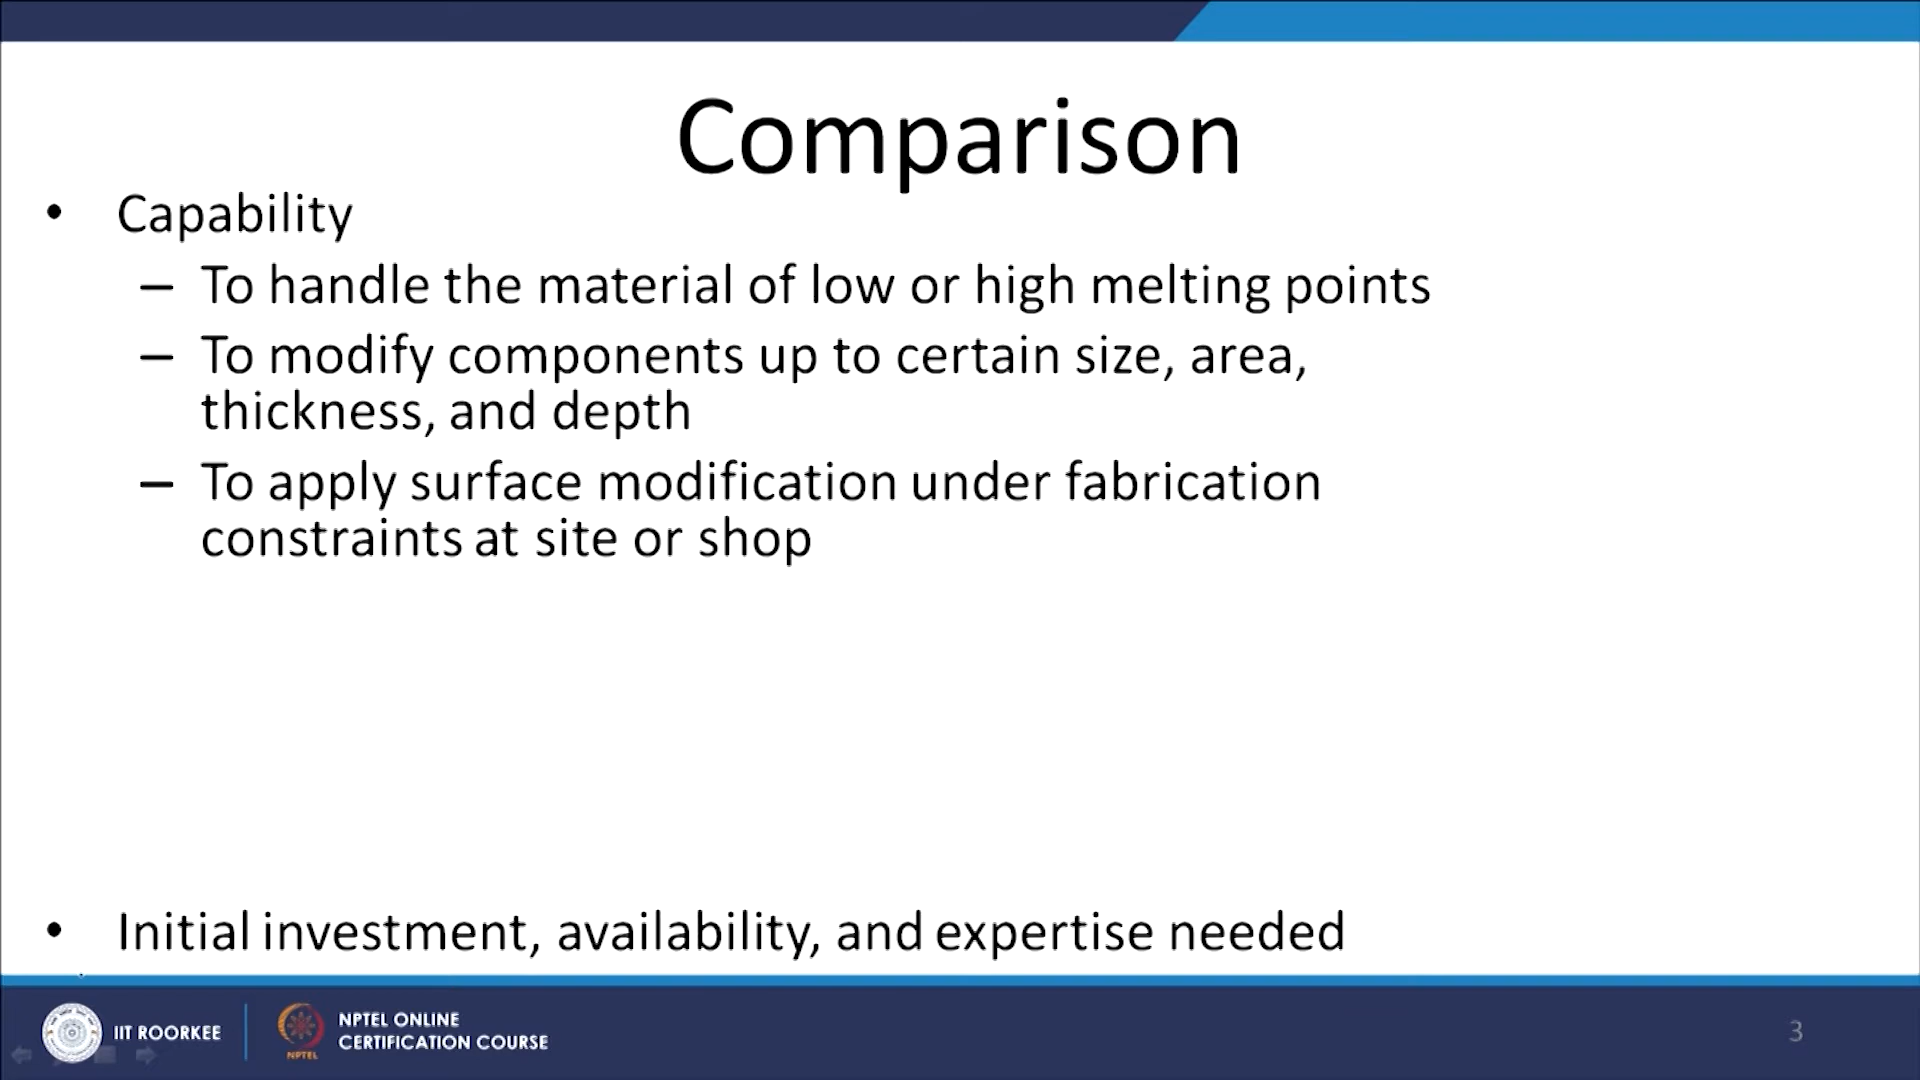 Comparison
• Capability
– To handle the material of low or high melting points
– To modify components up to certain size, area,
thickness, and depth
– To apply surface modification under fabrication
constraints at site or shop
• Initial investment, availability, and expertise needed
IIT ROORKEE
NPTEL
NPTEL ONLINE
CERTIFICATION COURSE
3